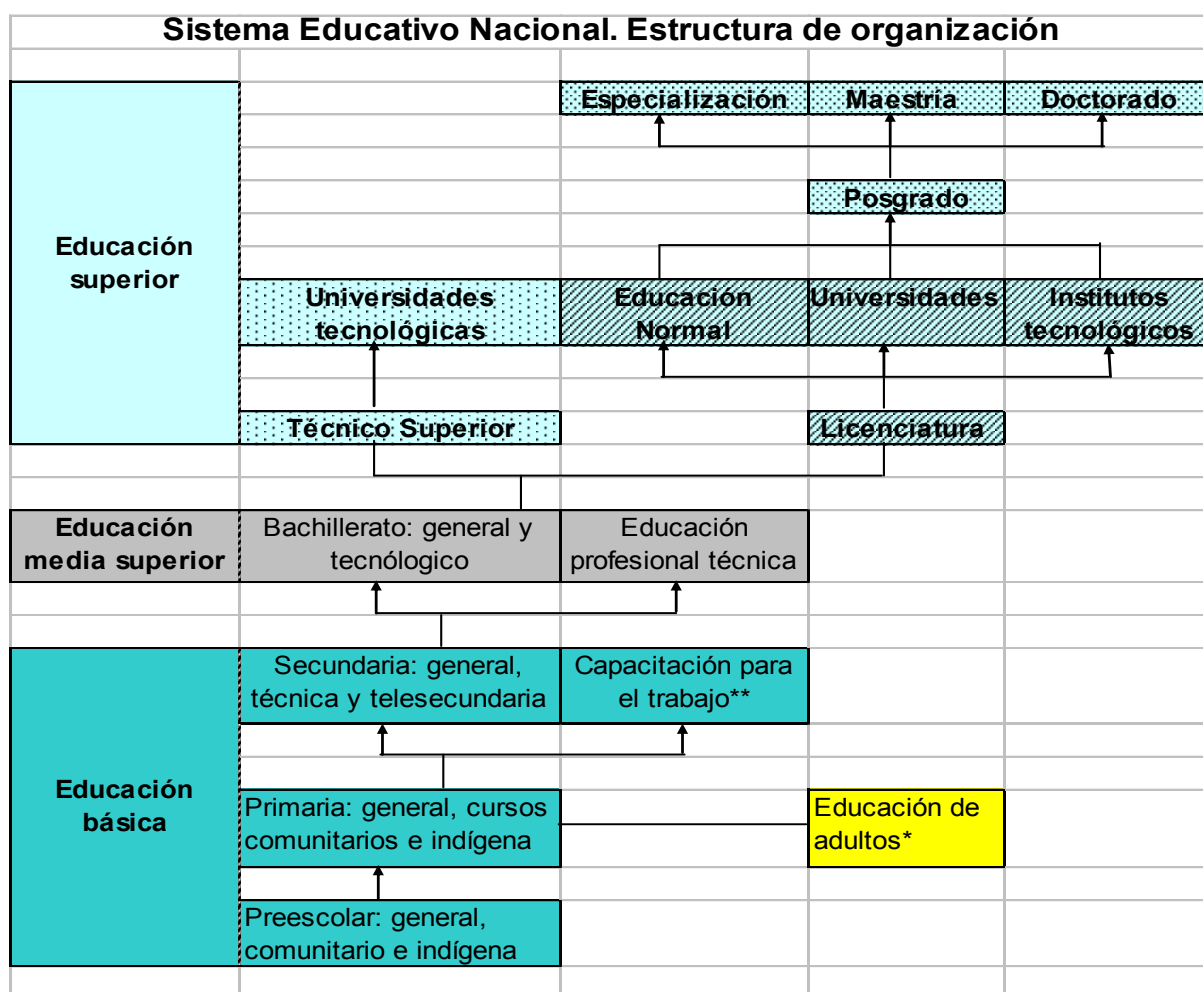 Sistema Educativo Nacional. Estructura de organización
Especialización
Maestría
Doctorado
Posgrado
Educación
superior
Universidades
tecnológicas
Educación
Normal
Universidades
Institutos
tecnológicos
Técnico Superior
Licenciatura
Educación
media superior
Bachillerato: general y
tecnólogico
Educación
profesional técnica
Secundaria: general,
técnica y telesecundaria
Capacitación para
el trabajo**
Educación
básica
Primaria: general, cursos
comunitarios e indígena
Educación de
adultos*
Preescolar: general,
comunitario e indígena